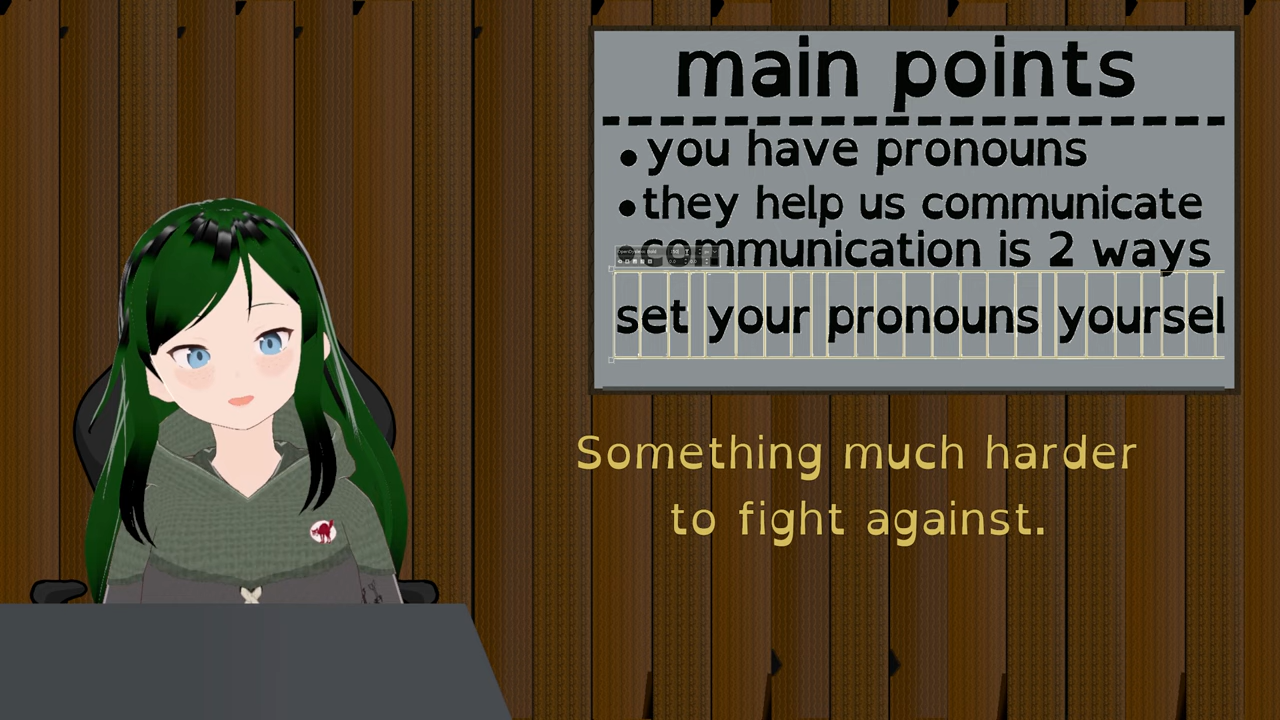 main points
• you have pronouns
• they help us communicate
• communication is 2 ways
set your pronouns yoursel
Something much harder
to fight against.